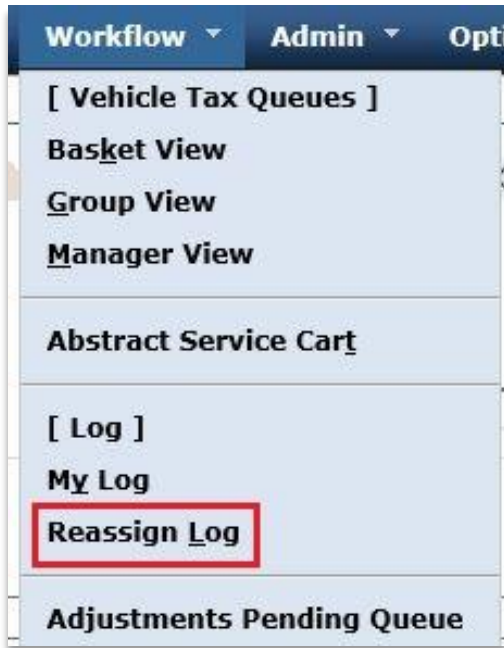 Workflow Admin Opti
[ Vehicle Tax Queues ]
Basket View
Group View
Manager View
Abstract Service Cart
[ Log ]
My Log
Reassign Log
Adjustments Pending Queue